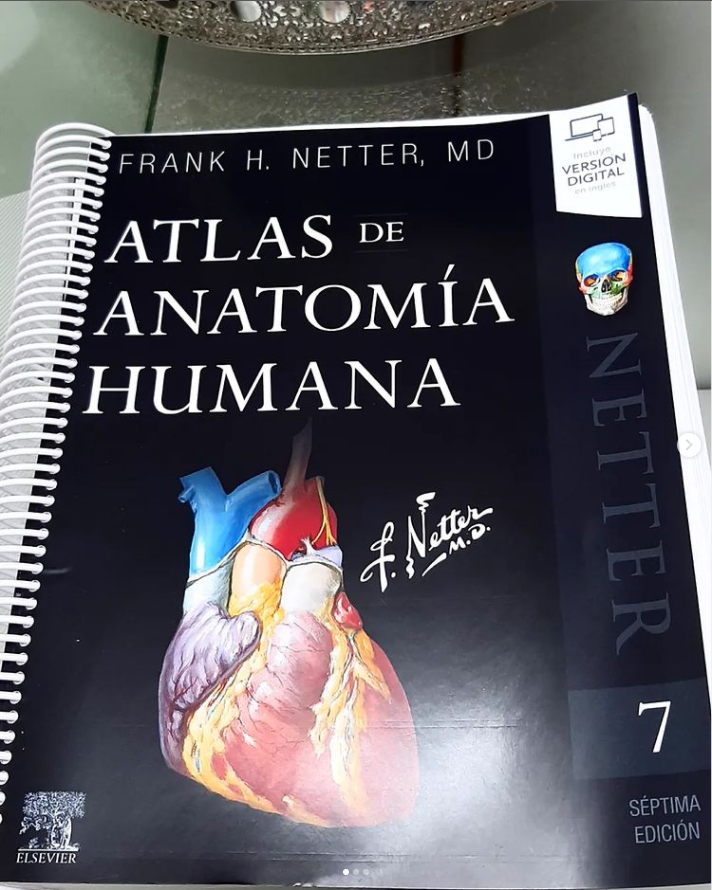 FRANK H. NETTER, MD
Incluye
VERSION
DIGITAL
en inglés
ATLAS DE
ANATOMÍA
HUMANA
NETTER
F. Netter
M.D.
7
SÉPTIMA
EDICIÓN
ELSEVIER